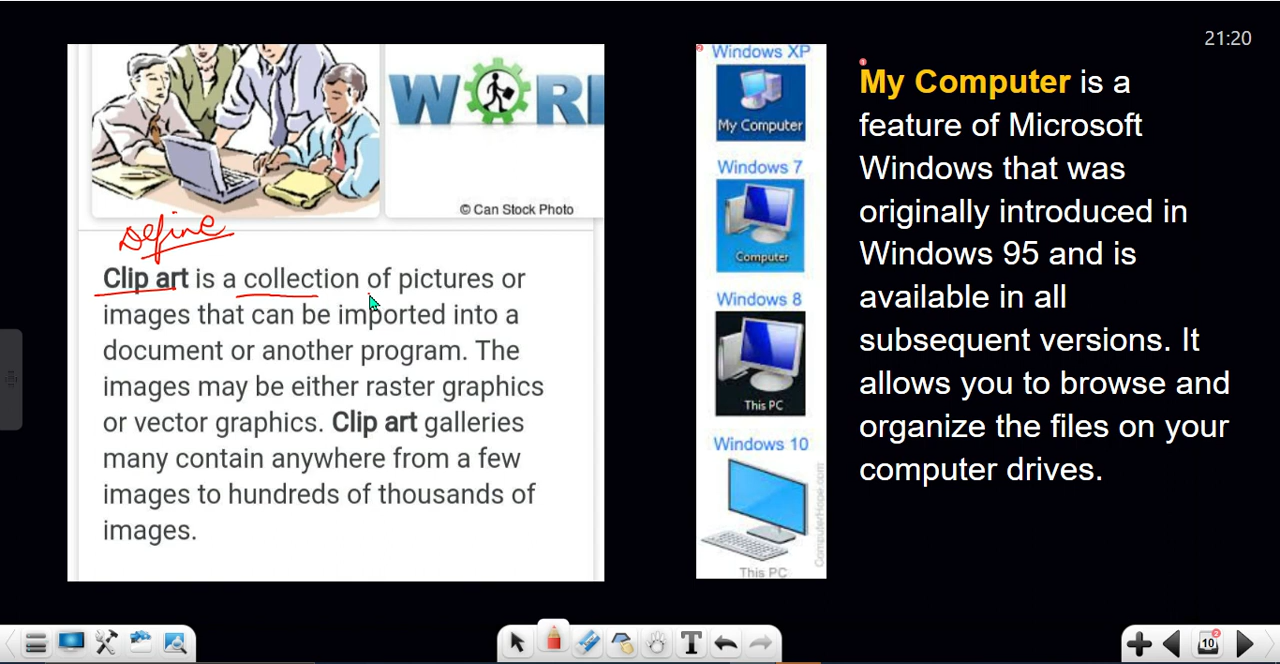 21:20
WORK
© Can Stock Photo
Define
Clip art is a collection of pictures or
images that can be imported into a
document or another program. The
images may be either raster graphics
or vector graphics. Clip art galleries
many contain anywhere from a few
images to hundreds of thousands of
images.
Windows XP
My Computer
Windows 7
Computer
Windows 8
This PC
Windows 10
This PC
ComputerHope.com
My Computer is a
feature of Microsoft
Windows that was
originally introduced in
Windows 95 and is
available in all
subsequent versions. It
allows you to browse and
organize the files on your
computer drives.
T
10
2